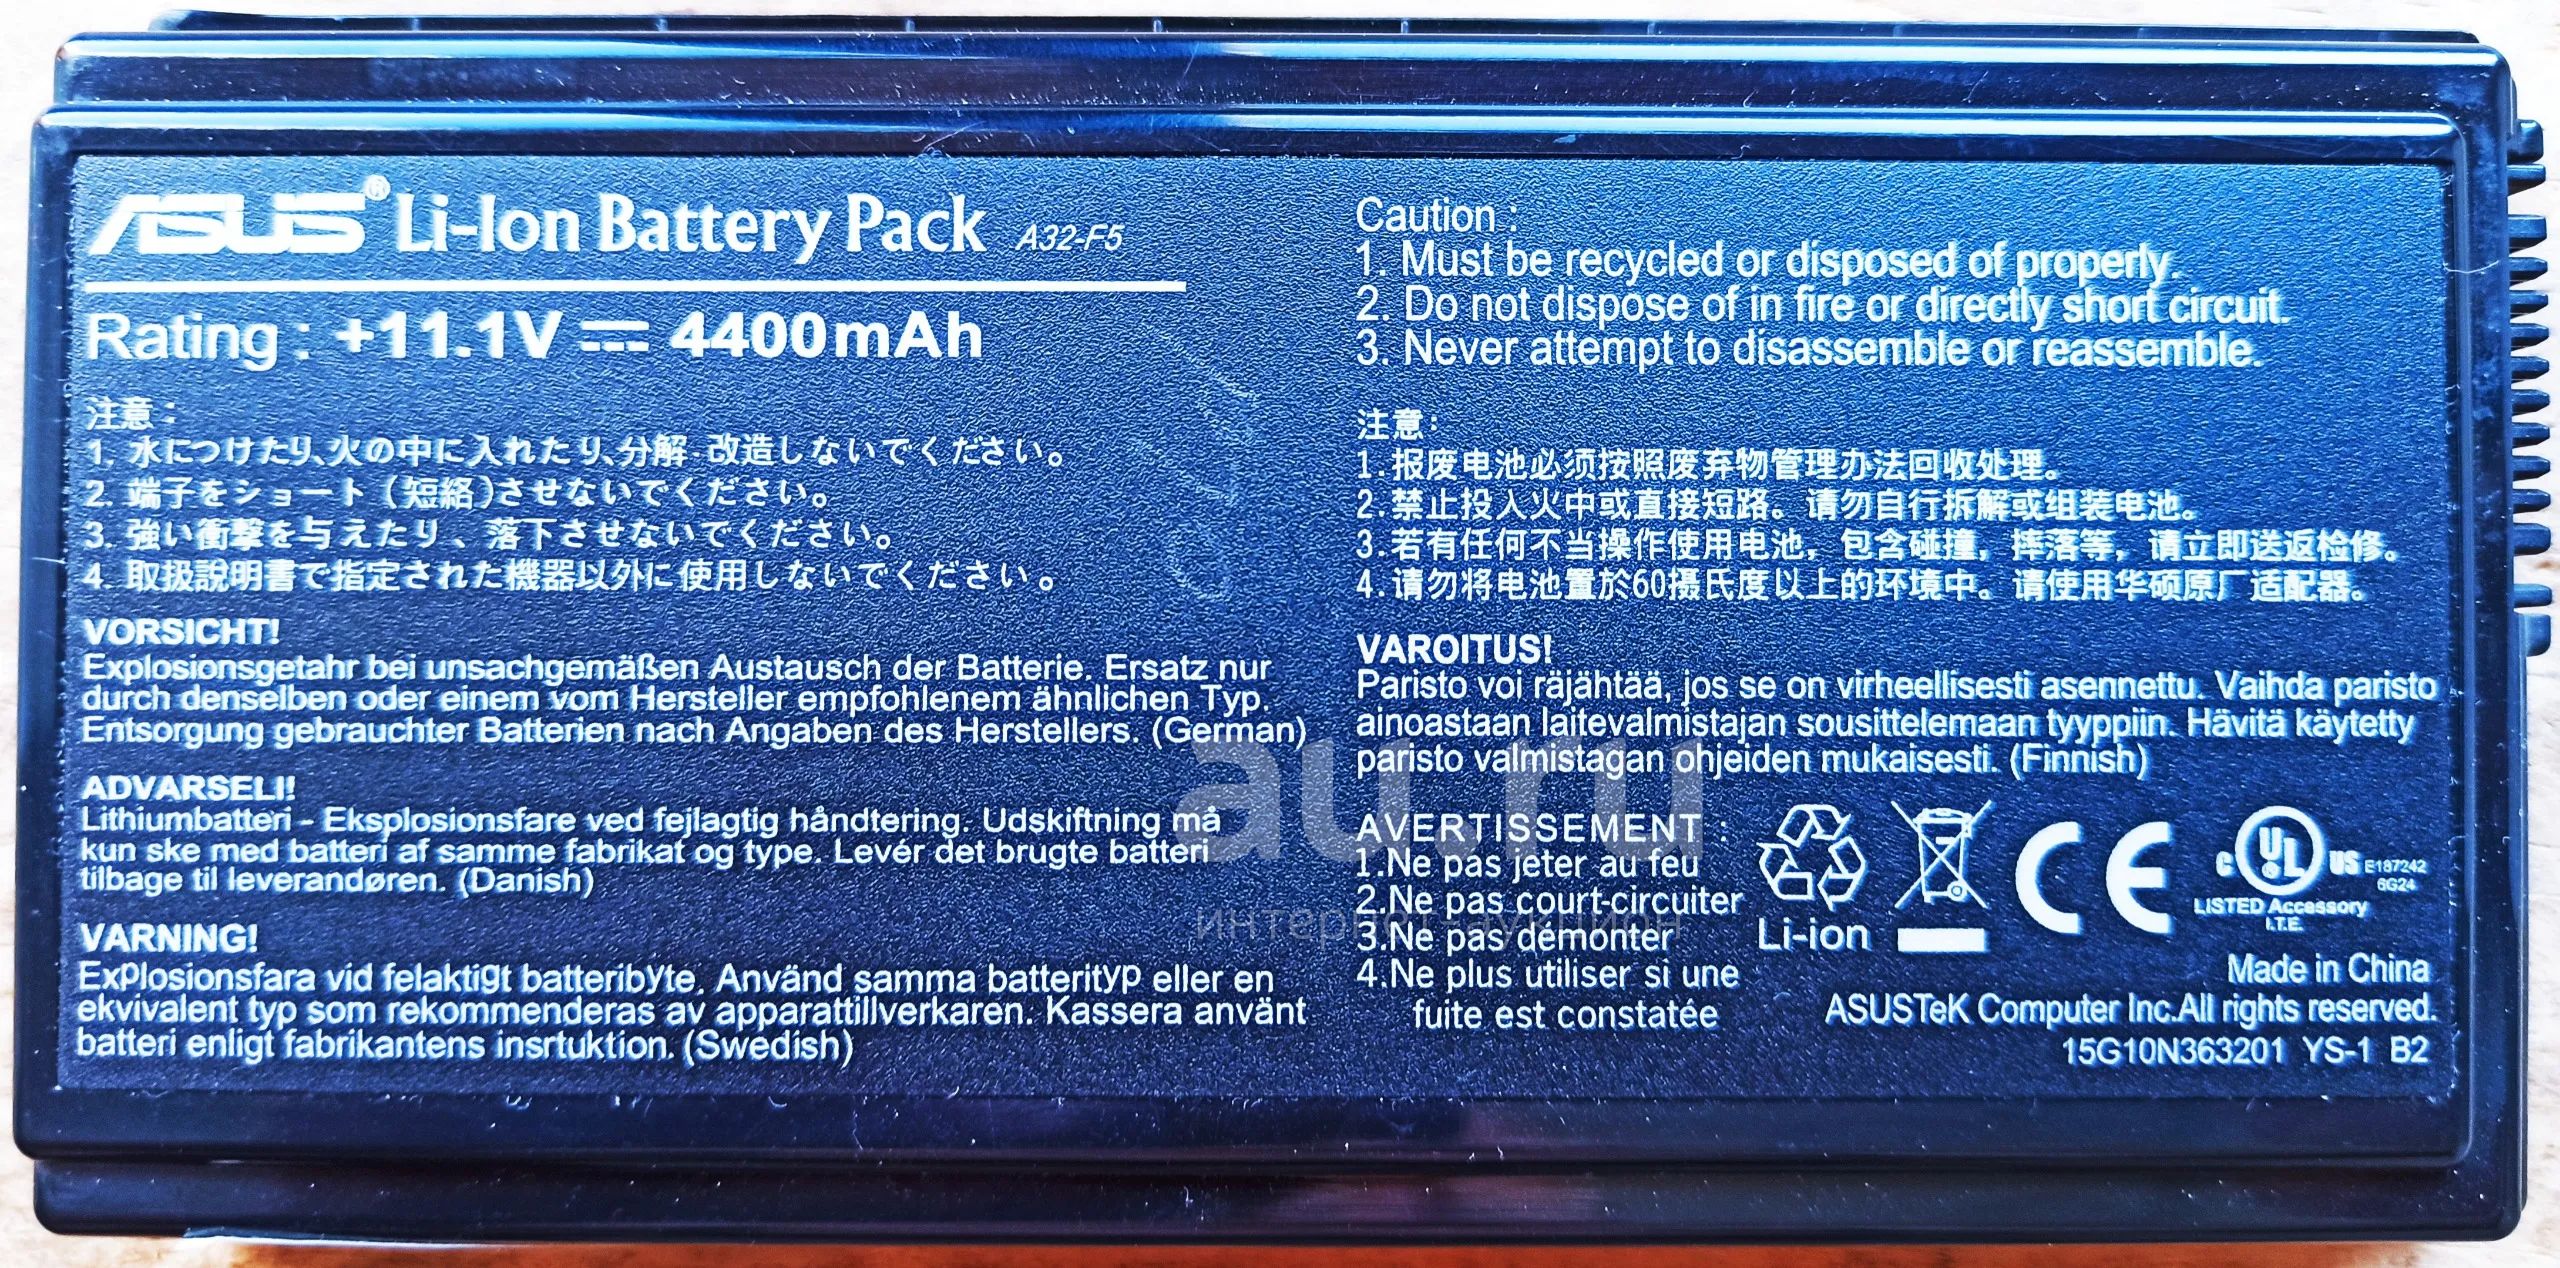 ASUS® Li-Ion Battery Pack A32-F5
Rating : +11.1V ⎓ 4400mAh
注意：
1. 水につけたり、火の中に入れたり、分解·改造しないでください。
2. 端子をショート（短絡）させないでください。
3. 強い衝撃を与えたり、落下させないでください。
4. 取扱說明書で指定された機器以外に使用しないでください。
VORSICHT!
Explosionsgetahr bei unsachgemäßen Austausch der Batterie. Ersatz nur
durch denselben oder einem vom Hersteller empfohlenem ähnlichen Typ.
Entsorgung gebrauchter Batterien nach Angaben des Herstellers. (German)
ADVARSELI!
Lithiumbatteri - Eksplosionsfare ved fejlagtig håndtering. Udskiftning må
kun ske med batteri af samme fabrikat og type. Levér det brugte batteri
tilbage til leverandøren. (Danish)
VARNING!
Explosionsfara vid felaktigt batteribyte. Använd samma batterityp eller en
ekvivalent typ som rekommenderas av apparattillverkaren. Kassera använt
batteri enligt fabrikantens insrtuktion. (Swedish)
Caution :
1. Must be recycled or disposed of properly.
2. Do not dispose of in fire or directly short circuit.
3. Never attempt to disassemble or reassemble.
注意:
1.报废电池必须按照废弃物管理办法回收处理。
2.禁止投入火中或直接短路。请勿自行拆解或组装电池。
3.若有任何不当操作使用电池，包含碰撞，摔落等，请立即送返检修。
4.请勿将电池置於60摄氏度以上的环境中。请使用华硕原厂适配器。
VAROITUS!
Paristo voi räjähtää, jos se on virheellisesti asennettu. Vaihda paristo
ainoastaan laitevalmistajan sousittelemaan tyyppiin. Hävitä käytetty
paristo valmistagan ohjeiden mukaisesti. (Finnish)
AVERTISSEMENT :
1.Ne pas jeter au feu
2.Ne pas court-circuiter
3.Ne pas démonter
4.Ne plus utiliser si une
fuite est constatée
Li-ion
CE
c UL US E187242
6G24
LISTED Accessory
I.T.E.
Made in China
ASUSTeK Computer Inc.All rights reserved.
15G10N363201 YS-1 B2
au.ru
интернет-аукцион